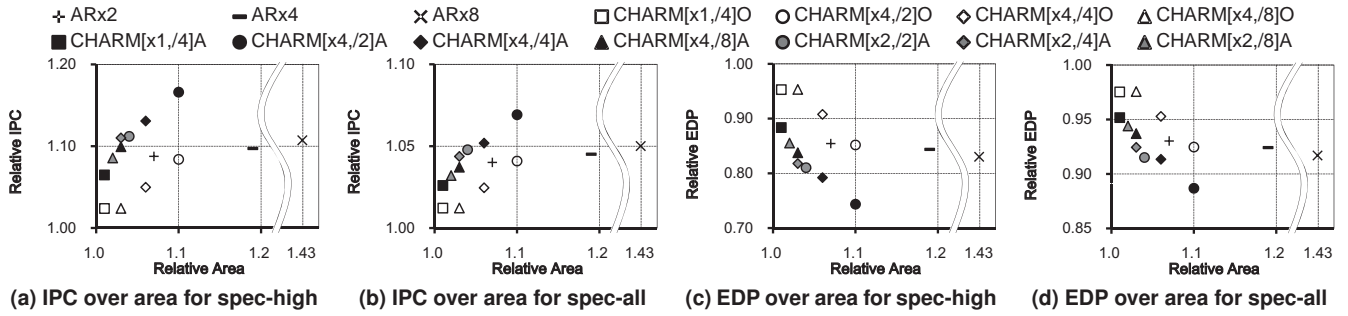 ARx2 ARx4 ARx8 CHARM[x1,/4]O CHARM[x4,/2]O CHARM[x4,/4]O CHARM[x4,/8]O
CHARM[x1,/4]A CHARM[x4,/2]A CHARM[x4,/4]A CHARM[x4,/8]A CHARM[x2,/2]A CHARM[x2,/4]A CHARM[x2,/8]A
1.20
1.10
1.00
Relative IPC
1.0 1.1 1.2 1.43
Relative Area
(a) IPC over area for spec-high
1.10
1.05
1.00
Relative IPC
1.0 1.1 1.2 1.43
Relative Area
(b) IPC over area for spec-all
1.00
0.90
0.80
0.70
Relative EDP
1.0 1.1 1.2 1.43
Relative Area
(c) EDP over area for spec-high
1.00
0.95
0.90
0.85
Relative EDP
1.0 1.1 1.2 1.43
Relative Area
(d) EDP over area for spec-all